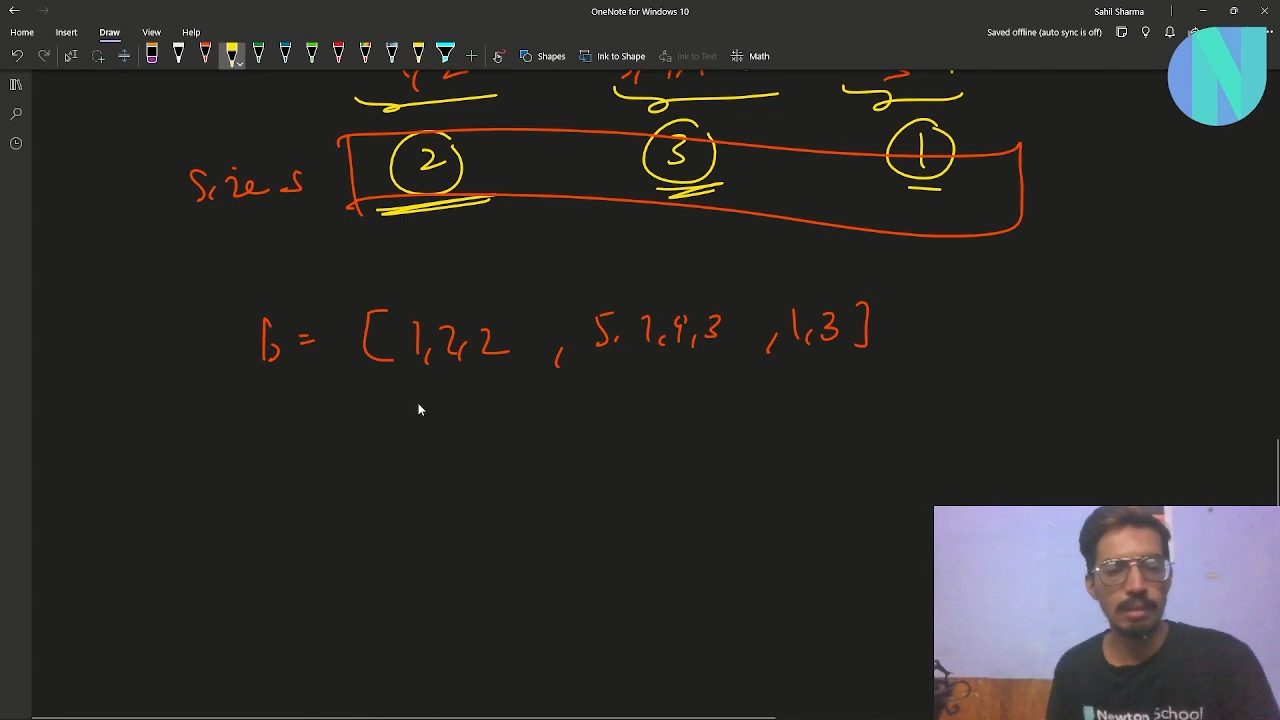 OneNote for Windows 10
Sahil Sharma
Home Insert Draw View Help
Saved offline (auto sync is off)
Shapes Ink to Shape Ink to Text Math
sizes 2 3 1
b = [1,2,2 , 5,7,9,3 , 1,3]
Newton School